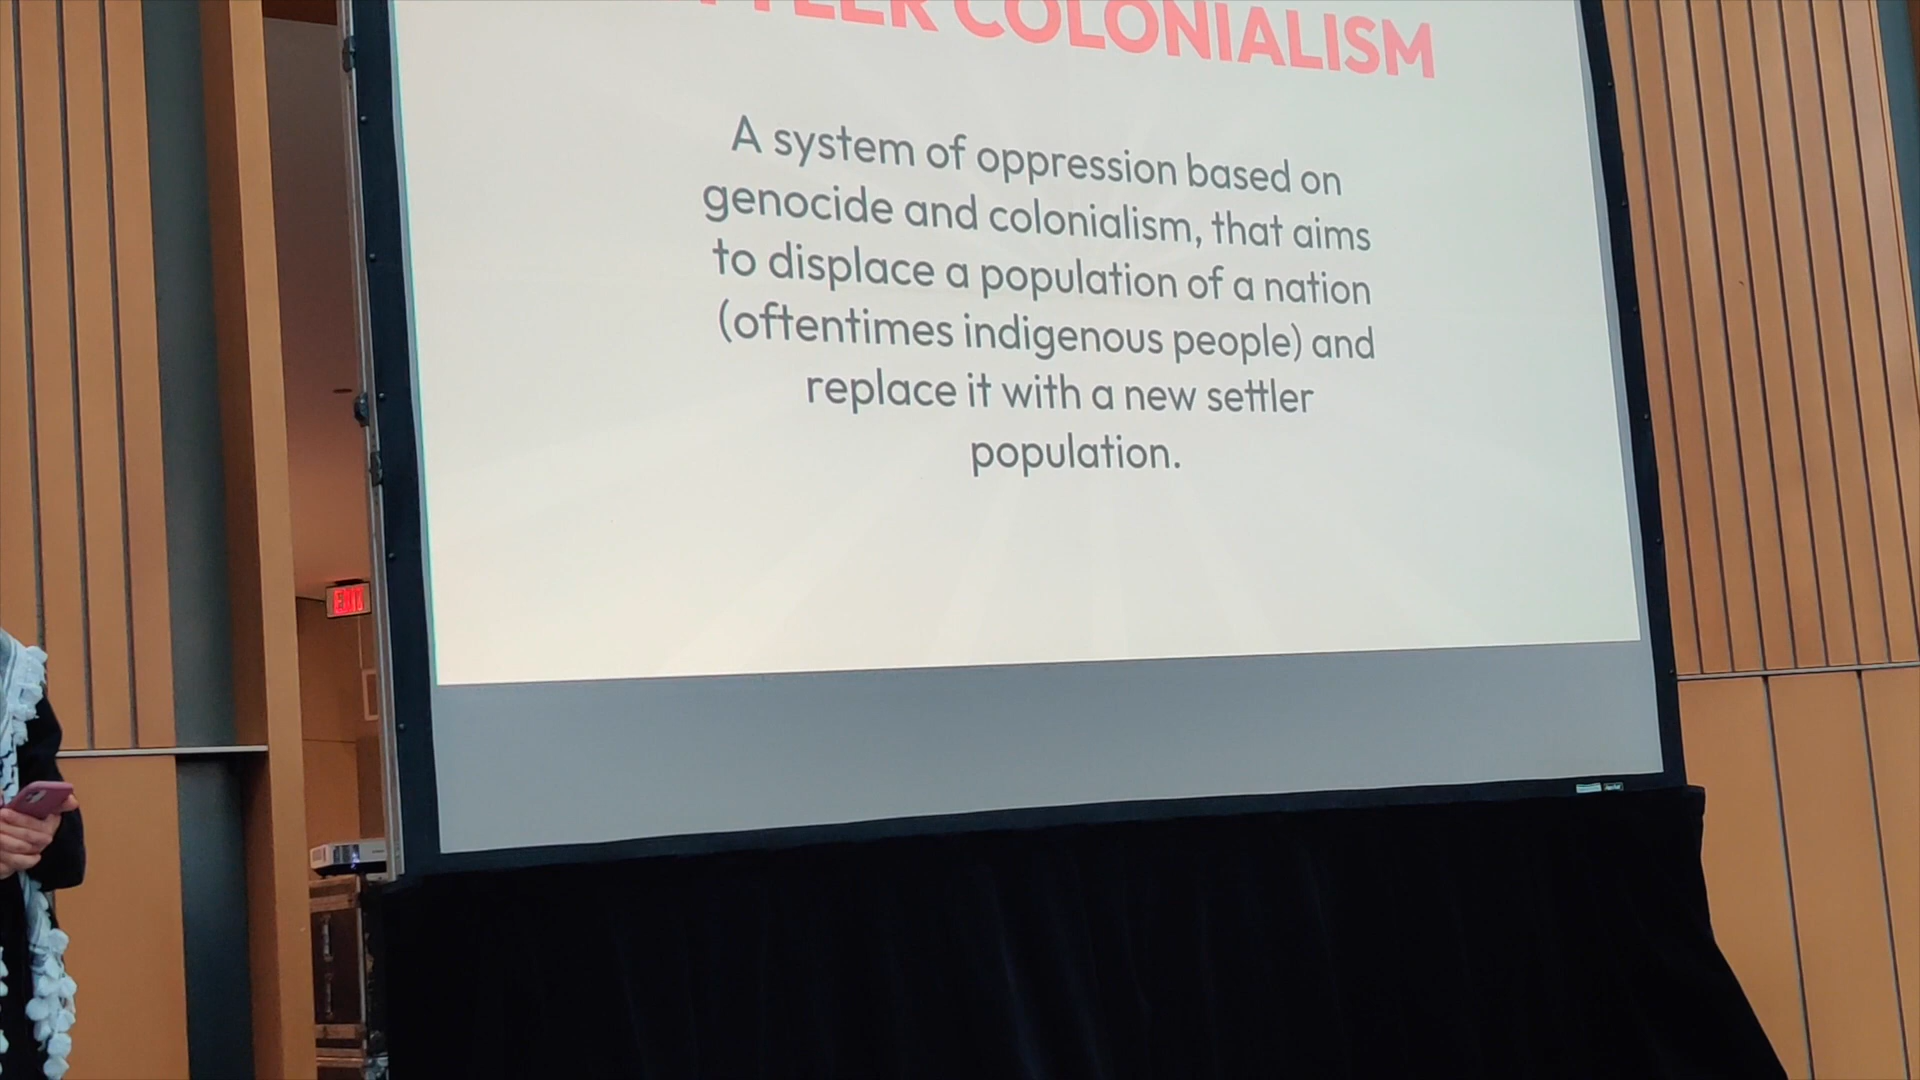 COLONIALISM
A system of oppression based on
genocide and colonialism, that aims
to displace a population of a nation
(oftentimes indigenous people) and
replace it with a new settler
population.
EXIT